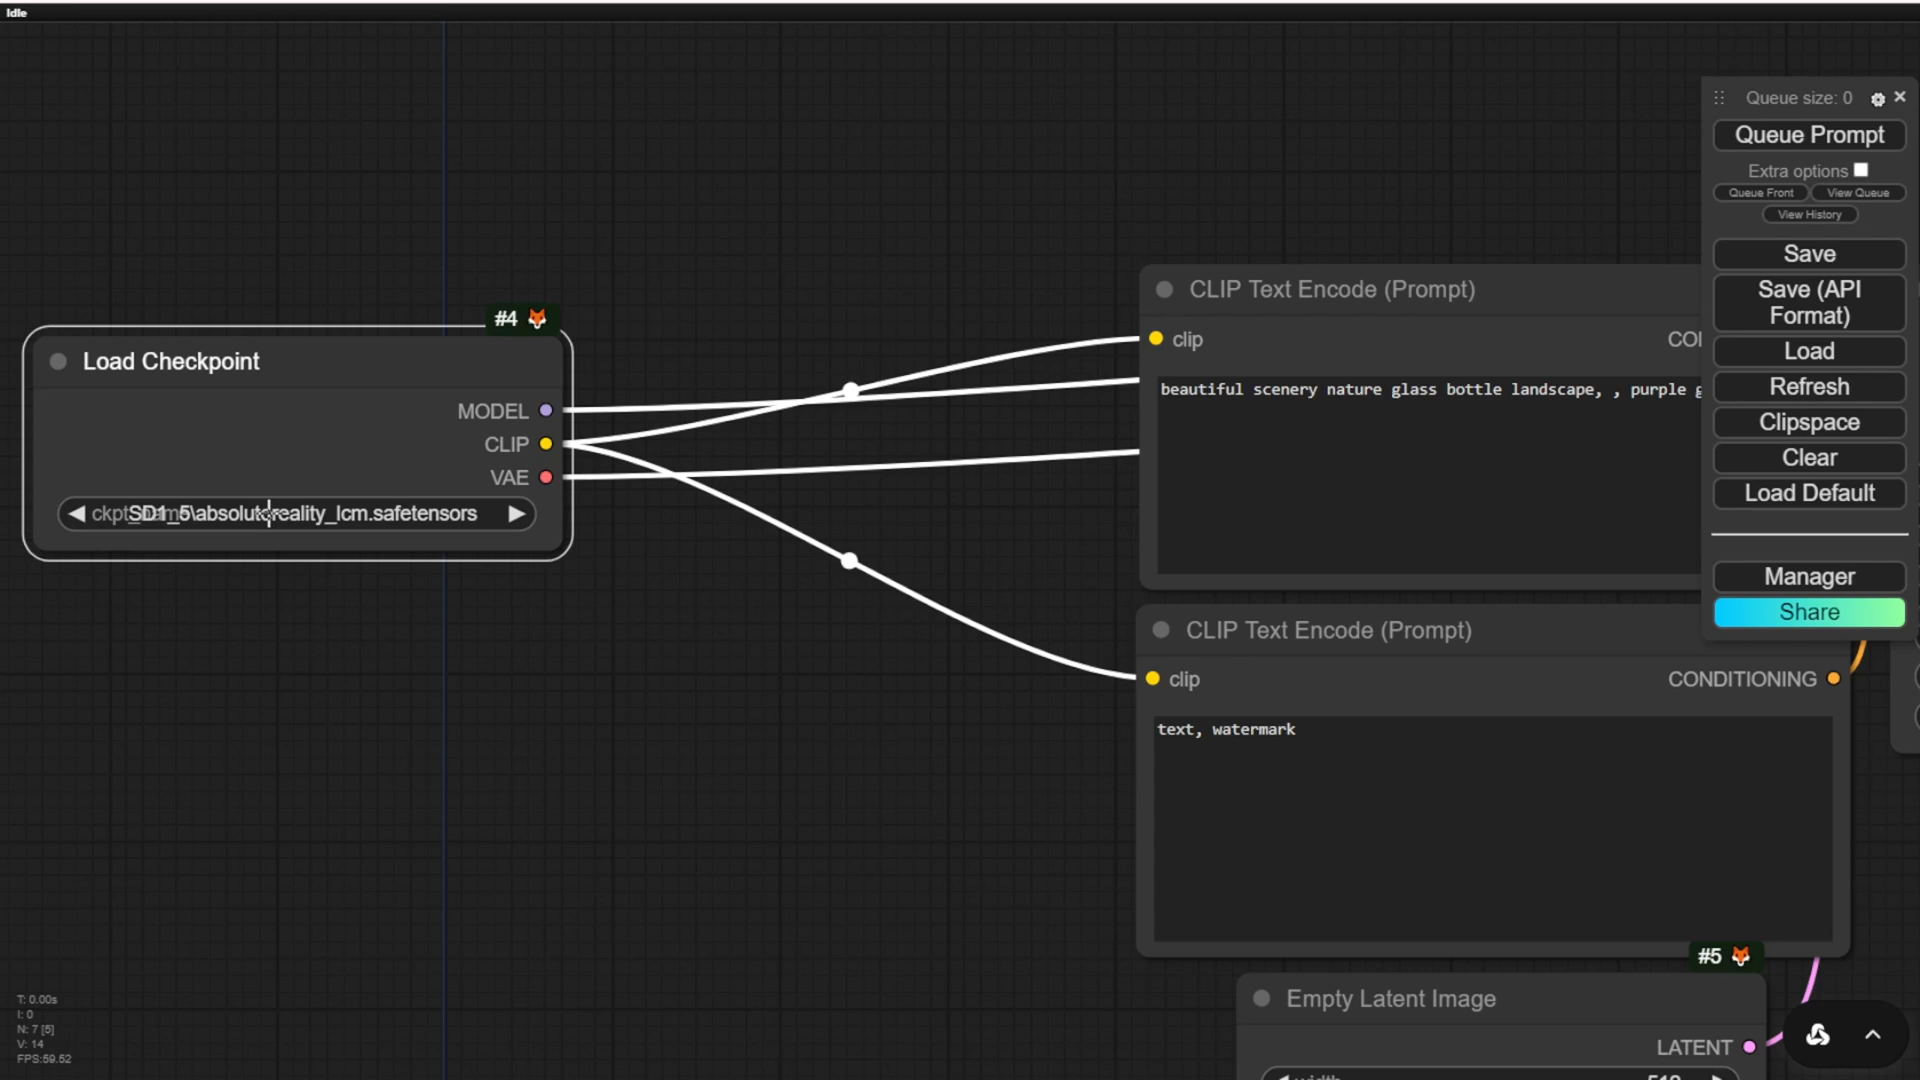 Idle
Queue size: 0
Queue Prompt
Extra options
Queue Front
View Queue
View History
Save
Save (API Format)
Load
Refresh
Clipspace
Clear
Load Default
Manager
Share
#4
Load Checkpoint
MODEL
CLIP
VAE
SD1_5\absolutereality_lcm.safetensors
CLIP Text Encode (Prompt)
clip
beautiful scenery nature glass bottle landscape, , purple g
CLIP Text Encode (Prompt)
clip
CONDITIONING
text, watermark
#5
Empty Latent Image
LATENT
T: 0.00s
I: 0
N: 7 [5]
V: 14
FPS:59.52